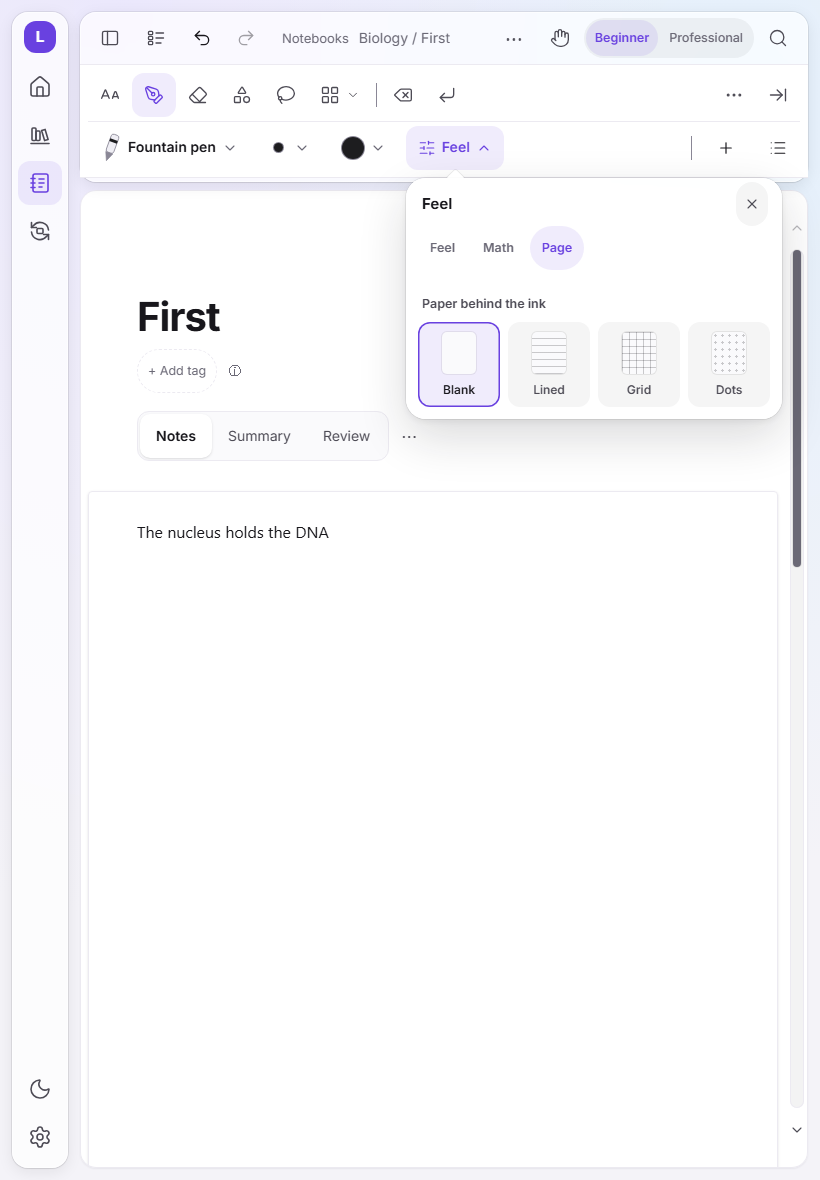 L
Notebooks Biology / First
Beginner Professional
AA
Fountain pen
Feel
Feel
Feel Math Page
Paper behind the ink
Blank Lined Grid Dots
First
+ Add tag
Notes Summary Review
The nucleus holds the DNA